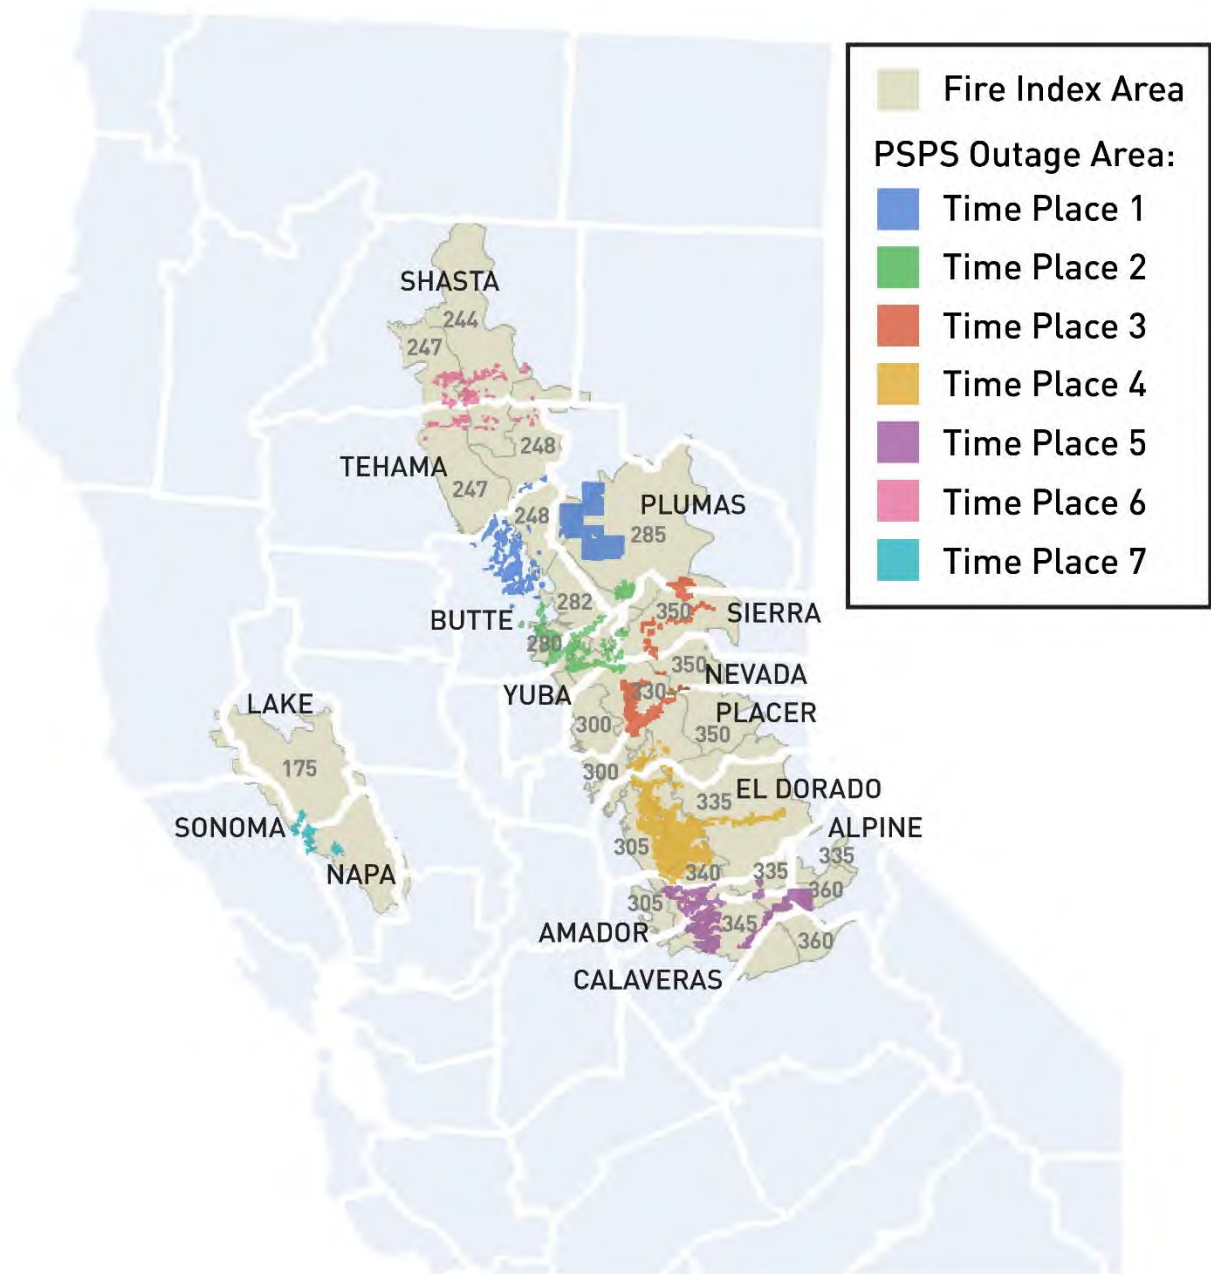 Fire Index Area
PSPS Outage Area:
Time Place 1
Time Place 2
Time Place 3
Time Place 4
Time Place 5
Time Place 6
Time Place 7
SHASTA
244
247
248
TEHAMA
247
248
PLUMAS
285
282
350
SIERRA
BUTTE
280
350
NEVADA
YUBA
330
LAKE
PLACER
300
350
175
300
EL DORADO
335
SONOMA
ALPINE
305
335
NAPA
340
335
360
305
345
AMADOR
360
CALAVERAS